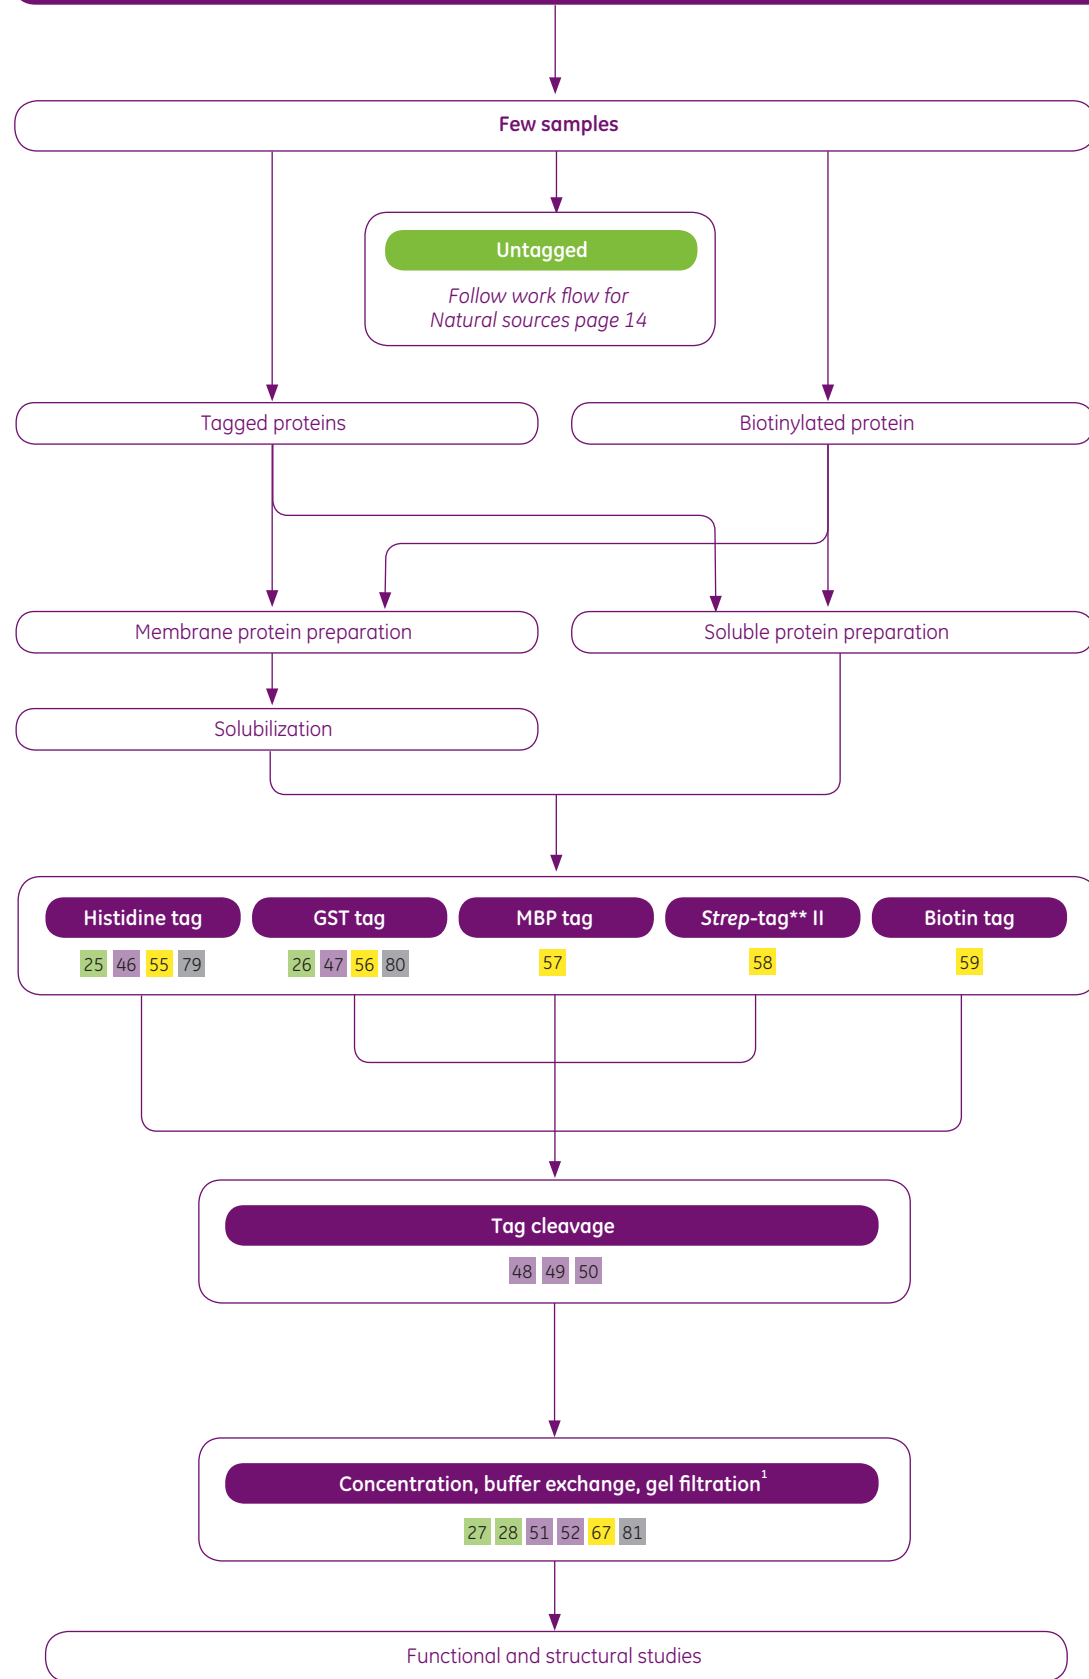 Few samples
Untagged
Follow work flow for
Natural sources page 14
Tagged proteins
Biotinylated protein
Membrane protein preparation
Soluble protein preparation
Solubilization
Histidine tag
GST tag
MBP tag
Strep-tag** II
Biotin tag
25 46 55 79
26 47 56 80
57
58
59
Tag cleavage
48 49 50
Concentration, buffer exchange, gel filtration¹
27 28 51 52 67 81
Functional and structural studies